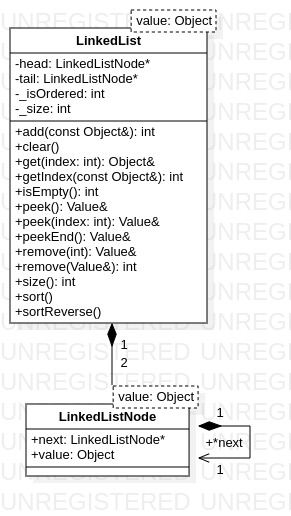 value: Object
LinkedList
-head: LinkedListNode*
-tail: LinkedListNode*
-_isOrdered: int
-_size: int
+add(const Object&): int
+clear()
+get(index: int): Object&
+getIndex(const Object&): int
+isEmpty(): int
+peek(): Value&
+peek(index: int): Value&
+peekEnd(): Value&
+remove(int): Value&
+remove(Value&): int
+size(): int
+sort()
+sortReverse()
1
2
value: Object
LinkedListNode
+next: LinkedListNode*
+value: Object
1
+*next
1
UNREGISTERED